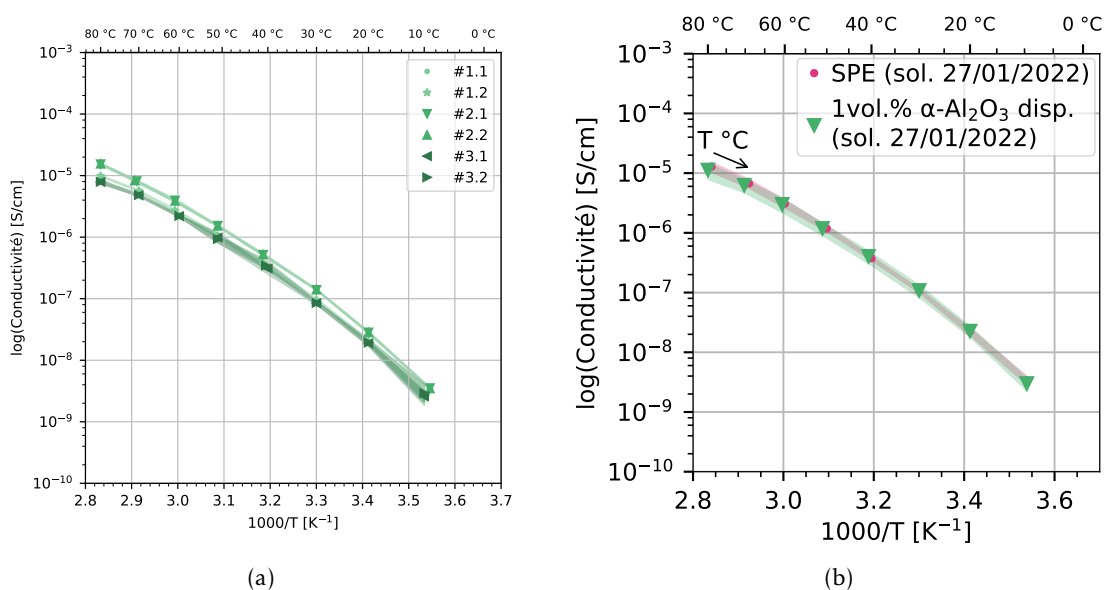 80 °C 70 °C 60 °C 50 °C 40 °C 30 °C 20 °C 10 °C 0 °C
10⁻³
10⁻⁴
10⁻⁵
10⁻⁶
10⁻⁷
10⁻⁸
10⁻⁹
10⁻¹⁰
log(Conductivité) [S/cm]
#1.1
#1.2
#2.1
#2.2
#3.1
#3.2
2.8 2.9 3.0 3.1 3.2 3.3 3.4 3.5 3.6 3.7
1000/T [K⁻¹]
(a)
80 °C 60 °C 40 °C 20 °C 0 °C
10⁻³
10⁻⁴
10⁻⁵
10⁻⁶
10⁻⁷
10⁻⁸
10⁻⁹
10⁻¹⁰
log(Conductivité) [S/cm]
SPE (sol. 27/01/2022)
1vol.% α-Al₂O₃ disp.
(sol. 27/01/2022)
T °C
2.8 3.0 3.2 3.4 3.6
1000/T [K⁻¹]
(b)